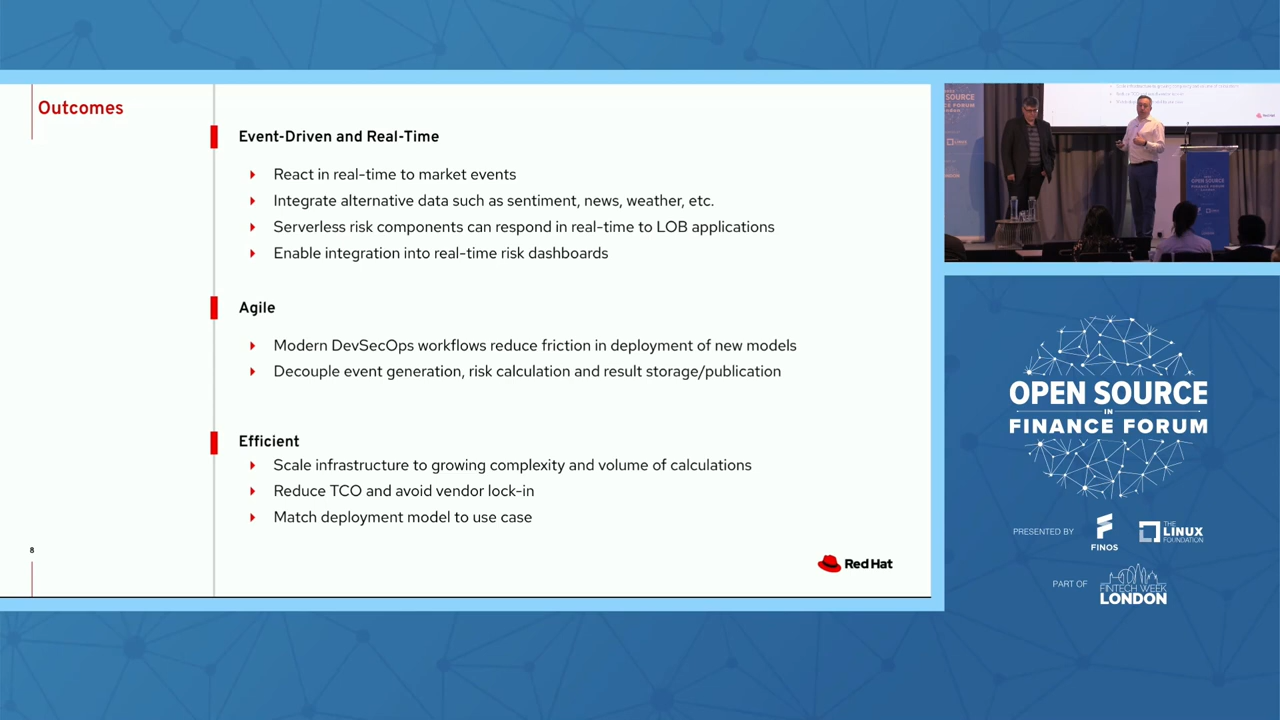 Outcomes
Event-Driven and Real-Time
React in real-time to market events
Integrate alternative data such as sentiment, news, weather, etc.
Serverless risk components can respond in real-time to LOB applications
Enable integration into real-time risk dashboards
Agile
Modern DevSecOps workflows reduce friction in deployment of new models
Decouple event generation, risk calculation and result storage/publication
Efficient
Scale infrastructure to growing complexity and volume of calculations
Reduce TCO and avoid vendor lock-in
Match deployment model to use case
8
Red Hat
OPEN SOURCE
IN
FINANCE FORUM
PRESENTED BY
FINOS
THE
LINUX
FOUNDATION
PART OF
FINTECH WEEK
LONDON